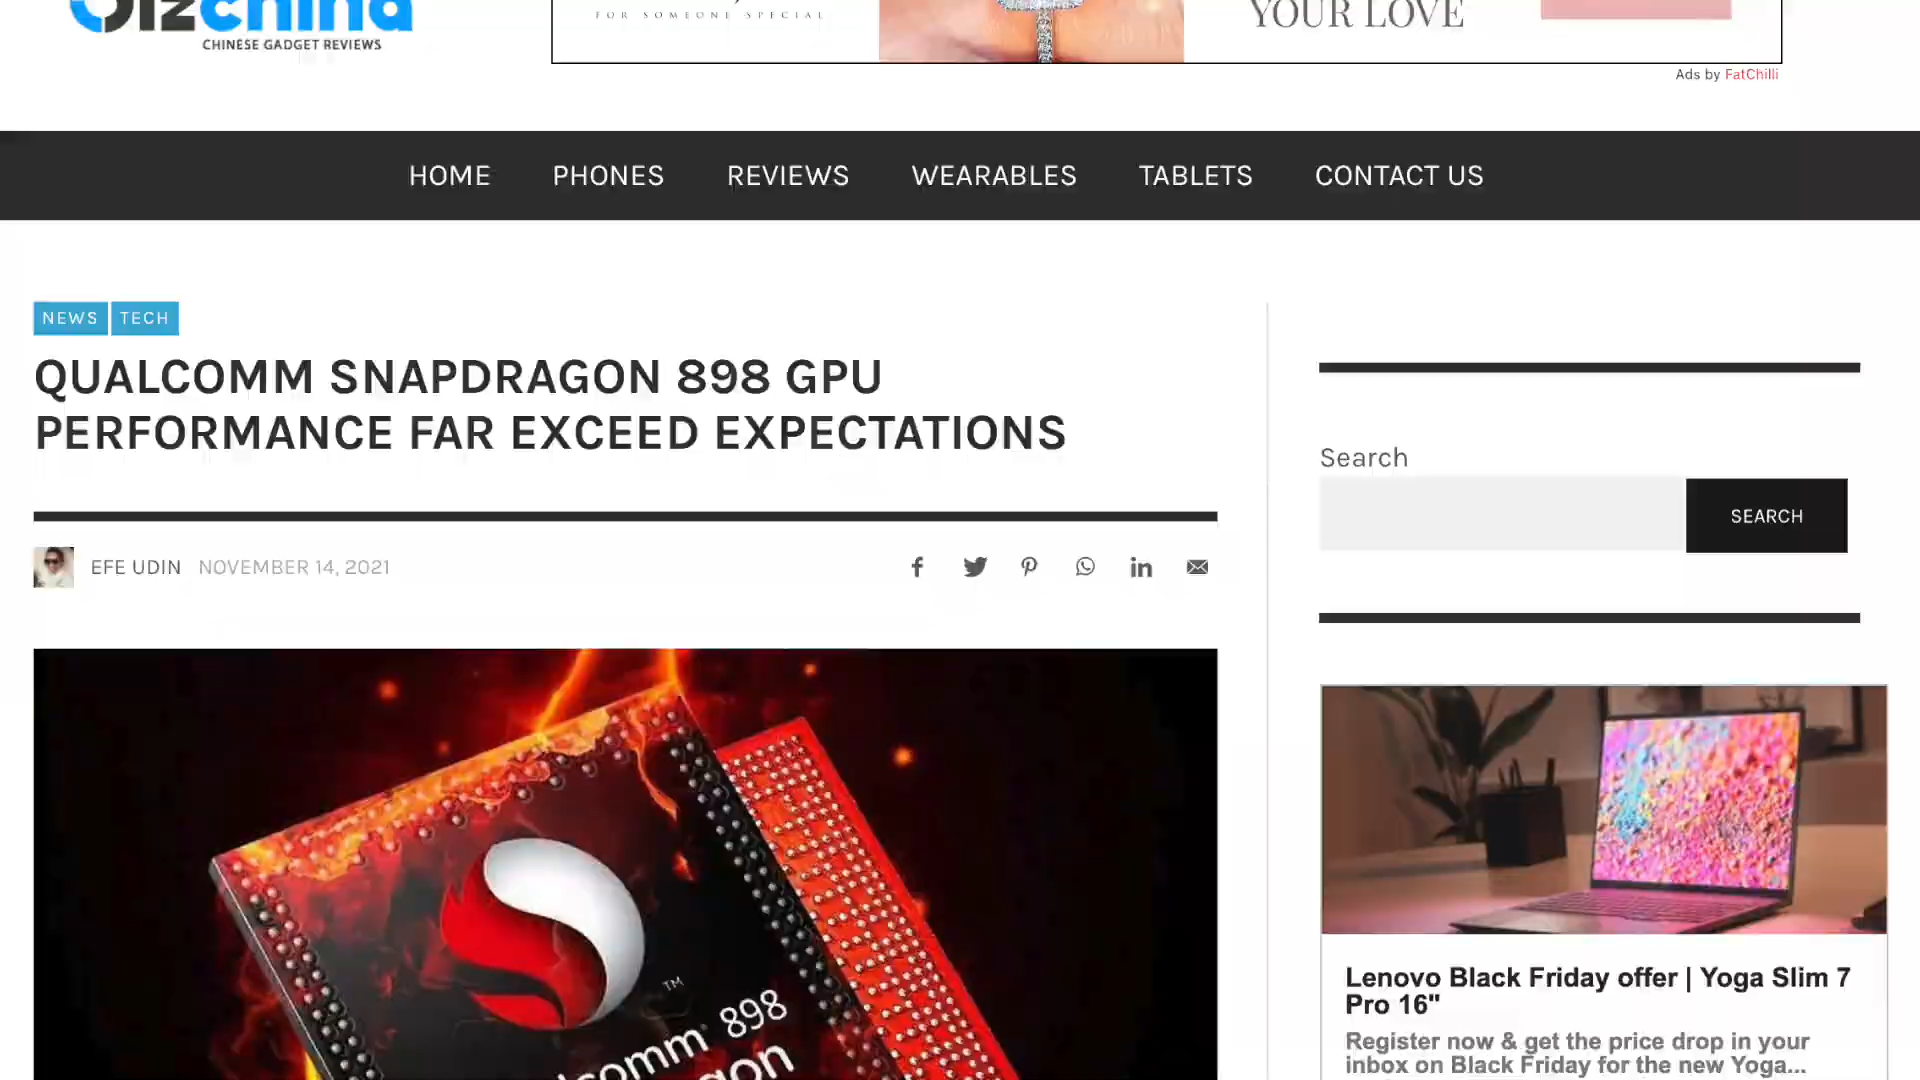 CHINESE GADGET REVIEWS
FOR SOMEONE SPECIAL
YOUR LOVE
Ads by FatChilli
HOME PHONES REVIEWS WEARABLES TABLETS CONTACT US
NEWS TECH
QUALCOMM SNAPDRAGON 898 GPU
PERFORMANCE FAR EXCEED EXPECTATIONS
EFE UDIN NOVEMBER 14, 2021
Search
SEARCH
TM
898
Lenovo Black Friday offer | Yoga Slim 7
Pro 16"
Register now & get the price drop in your
inbox on Black Friday for the new Yoga...